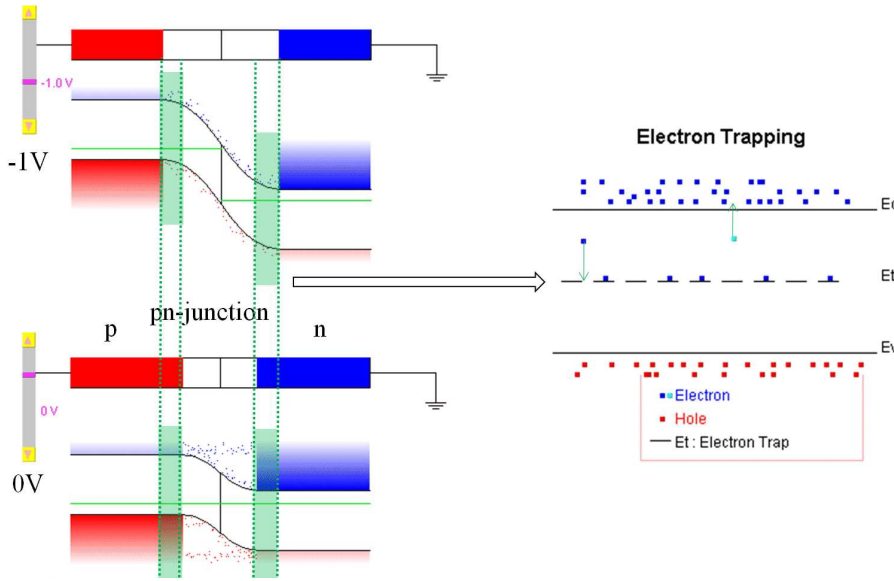 -1.0 V
-1V
p
pn-junction
n
0 V
0V
Electron Trapping
Ec
Et
Ev
Electron
Hole
Et : Electron Trap